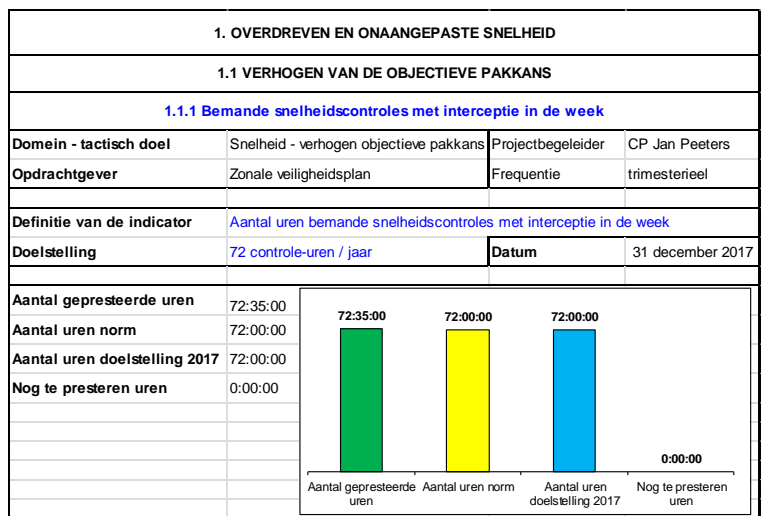 1. OVERDREVEN EN ONAANGEPASTE SNELHEID
1.1 VERHOGEN VAN DE OBJECTIEVE PAKKANS
1.1.1 Bemande snelheidscontroles met interceptie in de week
Domein - tactisch doel Snelheid - verhogen objectieve pakkans Projectbegeleider CP Jan Peeters
Opdrachtgever Zonale veiligheidsplan Frequentie trimesterieel
Definitie van de indicator Aantal uren bemande snelheidscontroles met interceptie in de week
Doelstelling 72 controle-uren / jaar Datum 31 december 2017
Aantal gepresteerde uren 72:35:00
Aantal uren norm 72:00:00
Aantal uren doelstelling 2017 72:00:00
Nog te presteren uren 0:00:00
72:35:00 72:00:00 72:00:00 0:00:00
Aantal gepresteerde Aantal uren norm Aantal uren Nog te presteren
uren doelstelling 2017 uren